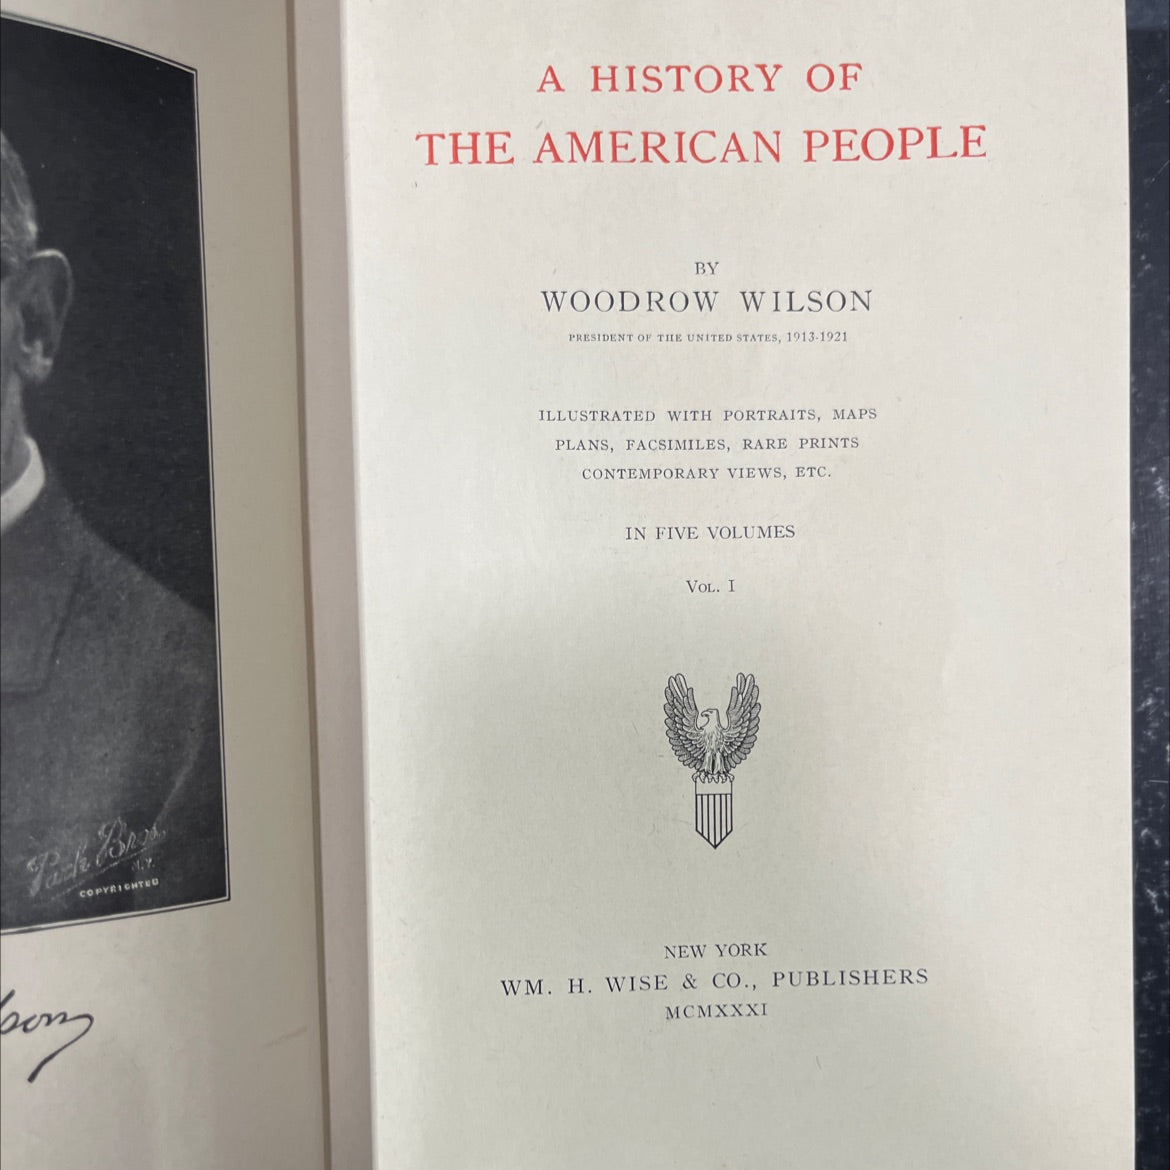 Pach Bros.
N.Y.
COPYRIGHTED
A HISTORY OF
THE AMERICAN PEOPLE
BY
WOODROW WILSON
PRESIDENT OF THE UNITED STATES, 1913-1921
ILLUSTRATED WITH PORTRAITS, MAPS
PLANS, FACSIMILES, RARE PRINTS
CONTEMPORARY VIEWS, ETC.
IN FIVE VOLUMES
VOL. I
NEW YORK
WM. H. WISE & CO., PUBLISHERS
MCMXXXI